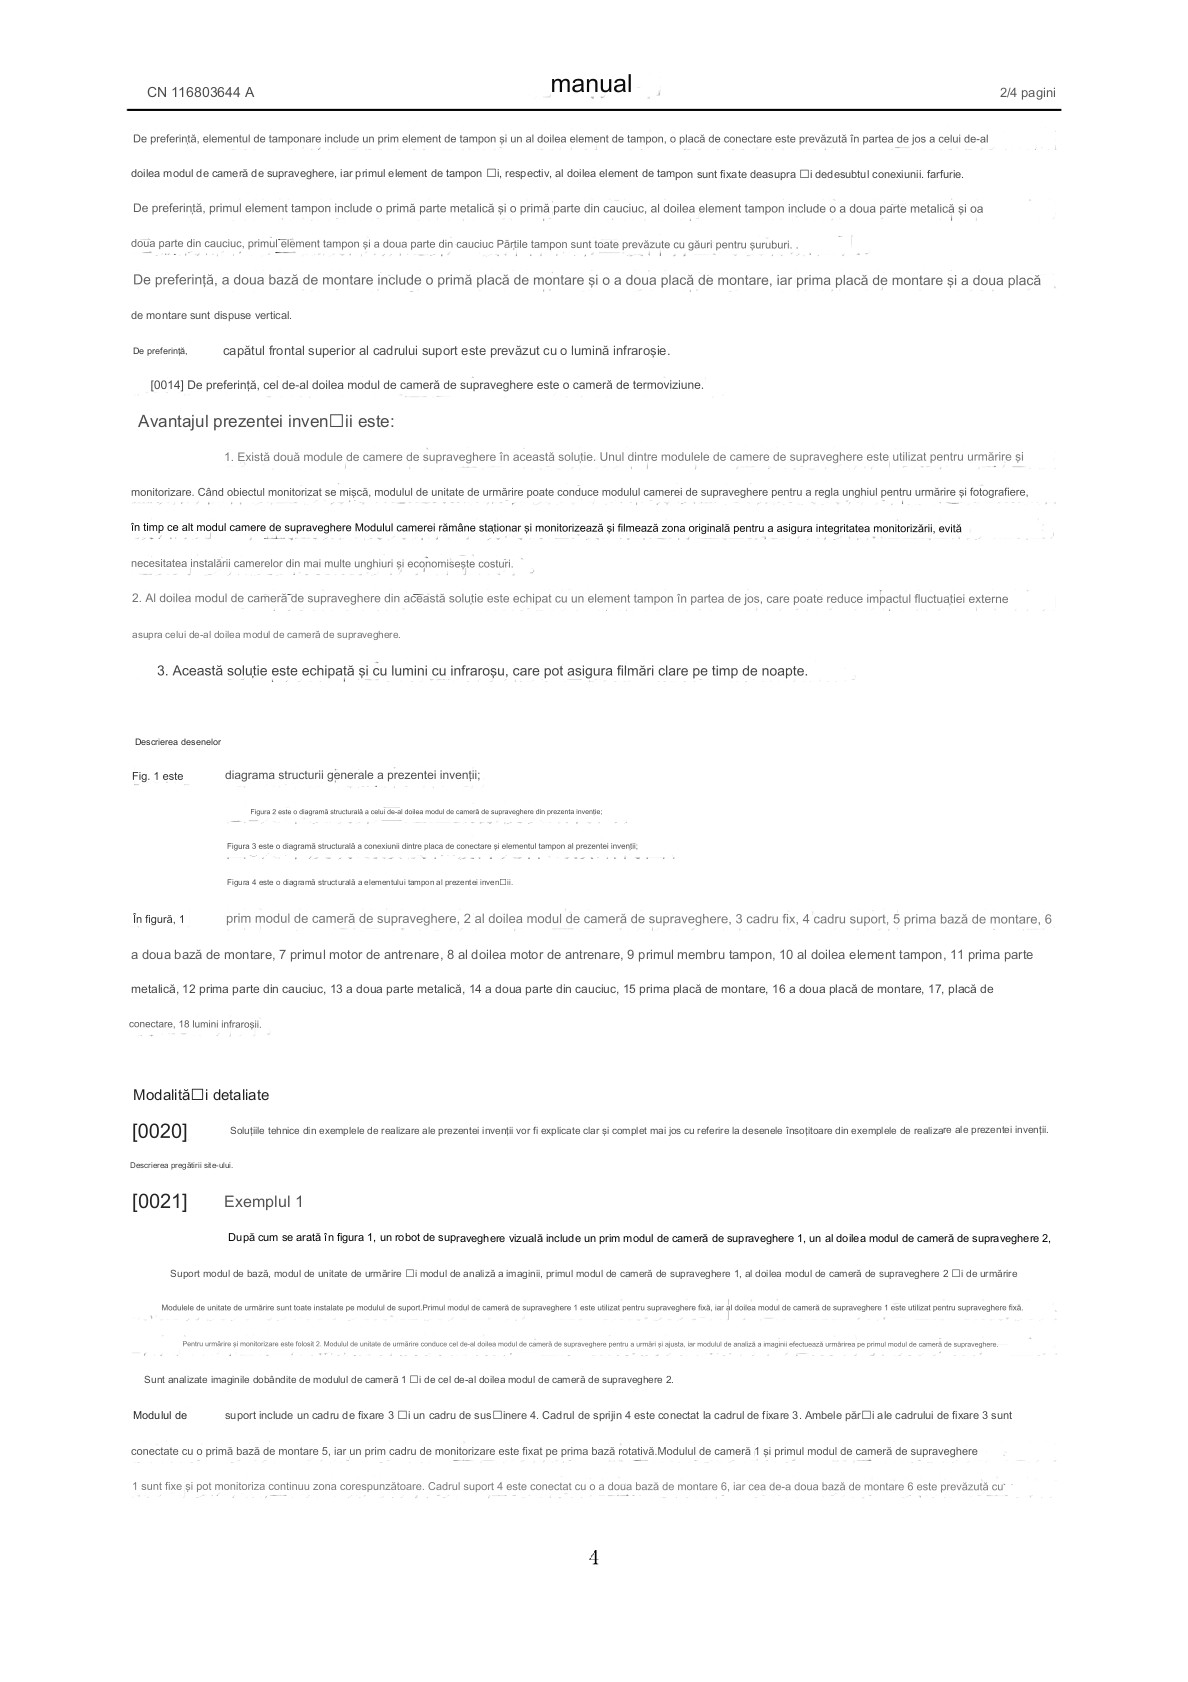 CN 116803644 A
manual
2/4 pagini
De preferință, elementul de tamponare include un prim element de tampon și un al doilea element de tampon, o placă de conectare este prevăzută în partea de jos a celui de-al
doilea modul de cameră de supraveghere, iar primul element de tampon □i, respectiv, al doilea element de tampon sunt fixate deasupra □i dedesubtul conexiunii. farfurie.
De preferință, primul element tampon include o primă parte metalică și o primă parte din cauciuc, al doilea element tampon include o a doua parte metalică și oa
doua parte din cauciuc, primul element tampon și a doua parte din cauciuc Părțile tampon sunt toate prevăzute cu găuri pentru șuruburi. .
De preferință, a doua bază de montare include o primă placă de montare și o a doua placă de montare, iar prima placă de montare și a doua placă
de montare sunt dispuse vertical.
De preferință, capătul frontal superior al cadrului suport este prevăzut cu o lumină infraroșie.
[0014] De preferință, cel de-al doilea modul de cameră de supraveghere este o cameră de termoviziune.
Avantajul prezentei inven□ii este:
1. Există două module de camere de supraveghere în această soluție. Unul dintre modulele de camere de supraveghere este utilizat pentru urmărire și
monitorizare. Când obiectul monitorizat se mișcă, modulul de unitate de urmărire poate conduce modulul camerei de supraveghere pentru a regla unghiul pentru urmărire și fotografiere,
în timp ce alt modul camere de supraveghere Modulul camerei rămâne staționar și monitorizează și filmează zona originală pentru a asigura integritatea monitorizării, evită
necesitatea instalării camerelor din mai multe unghiuri și economisește costuri.
2. Al doilea modul de cameră de supraveghere din această soluție este echipat cu un element tampon în partea de jos, care poate reduce impactul fluctuației externe
asupra celui de-al doilea modul de cameră de supraveghere.
3. Această soluție este echipată și cu lumini cu infraroșu, care pot asigura filmări clare pe timp de noapte.
Descrierea desenelor
Fig. 1 este diagrama structurii generale a prezentei invenții;
Figura 2 este o diagramă structurală a celui de-al doilea modul de cameră de supraveghere din prezenta invenție;
Figura 3 este o diagramă structurală a conexiunii dintre placa de conectare și elementul tampon al prezentei invenții;
Figura 4 este o diagramă structurală a elementului tampon al prezentei inven□ii.
În figură, 1 prim modul de cameră de supraveghere, 2 al doilea modul de cameră de supraveghere, 3 cadru fix, 4 cadru suport, 5 prima bază de montare, 6
a doua bază de montare, 7 primul motor de antrenare, 8 al doilea motor de antrenare, 9 primul membru tampon, 10 al doilea element tampon, 11 prima parte
metalică, 12 prima parte din cauciuc, 13 a doua parte metalică, 14 a doua parte din cauciuc, 15 prima placă de montare, 16 a doua placă de montare, 17, placă de
conectare, 18 lumini infraroșii.
Modalită□i detaliate
[0020] Soluțiile tehnice din exemplele de realizare ale prezentei invenții vor fi explicate clar și complet mai jos cu referire la desenele însoțitoare din exemplele de realizare ale prezentei invenții.
Descrierea pregătirii site-ului.
[0021] Exemplul 1
După cum se arată în figura 1, un robot de supraveghere vizuală include un prim modul de cameră de supraveghere 1, un al doilea modul de cameră de supraveghere 2,
Suport modul de bază, modul de unitate de urmărire □i modul de analiză a imaginii, primul modul de cameră de supraveghere 1, al doilea modul de cameră de supraveghere 2 □i de urmărire
Modulele de unitate de urmărire sunt toate instalate pe modulul de suport.Primul modul de cameră de supraveghere 1 este utilizat pentru supraveghere fixă, iar al doilea modul de cameră de supraveghere 1 este utilizat pentru supraveghere fixă.
Pentru urmărire și monitorizare este folosit 2. Modulul de unitate de urmărire conduce cel de-al doilea modul de cameră de supraveghere pentru a urmări și ajusta, iar modulul de analiză a imaginii efectuează urmărirea pe primul modul de cameră de supraveghere.
Sunt analizate imaginile dobândite de modulul de cameră 1 □i de cel de-al doilea modul de cameră de supraveghere 2.
Modulul de suport include un cadru de fixare 3 □i un cadru de sus□inere 4. Cadrul de sprijin 4 este conectat la cadrul de fixare 3. Ambele păr□i ale cadrului de fixare 3 sunt
conectate cu o primă bază de montare 5, iar un prim cadru de monitorizare este fixat pe prima bază rotativă.Modulul de cameră 1 și primul modul de cameră de supraveghere
1 sunt fixe și pot monitoriza continuu zona corespunzătoare. Cadrul suport 4 este conectat cu o a doua bază de montare 6, iar cea de-a doua bază de montare 6 este prevăzută cu
4